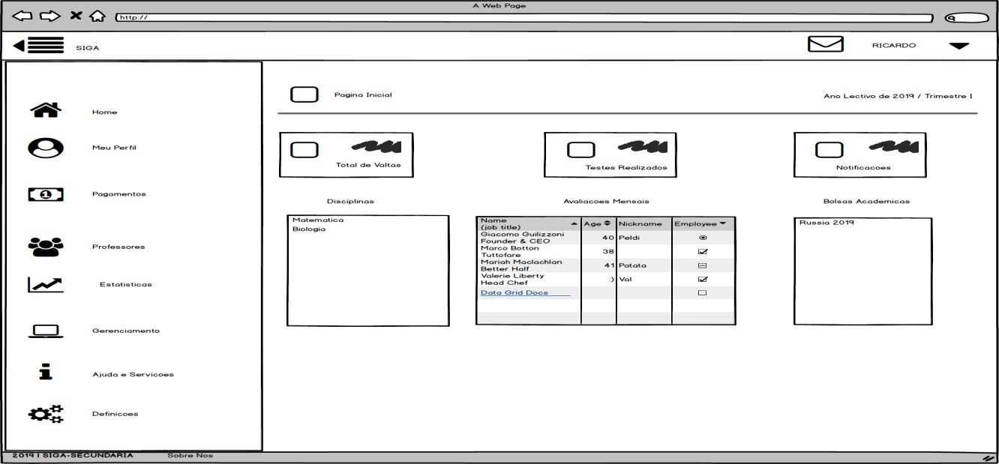 A Web Page
http://
SIGA
RICARDO
Home
Meu Perfil
Pagamentos
Professores
Estatisticas
Gerenciamento
Ajuda e Servicoes
Definicoes
Pagina Inicial
Ano Lectivo de 2019 / Trimestre I
Total de Valtas
Testes Realizados
Notificacoes
Disciplinas
Matematica
Biologia
Avaliacoes Mensais
Name
(job title)
Age
Nickname
Employee
Giacomo Guilizzoni
Founder & CEO
40
Peldi
Marco Botton
Tuttofare
38
Mariah Maclachlan
Better Half
41
Patata
Valerie Liberty
Head Chef
:)
Val
Data Grid Docs
Bolsas Academicas
Russia 2019
2019 | SIGA-SECUNDARIA
Sobre Nos